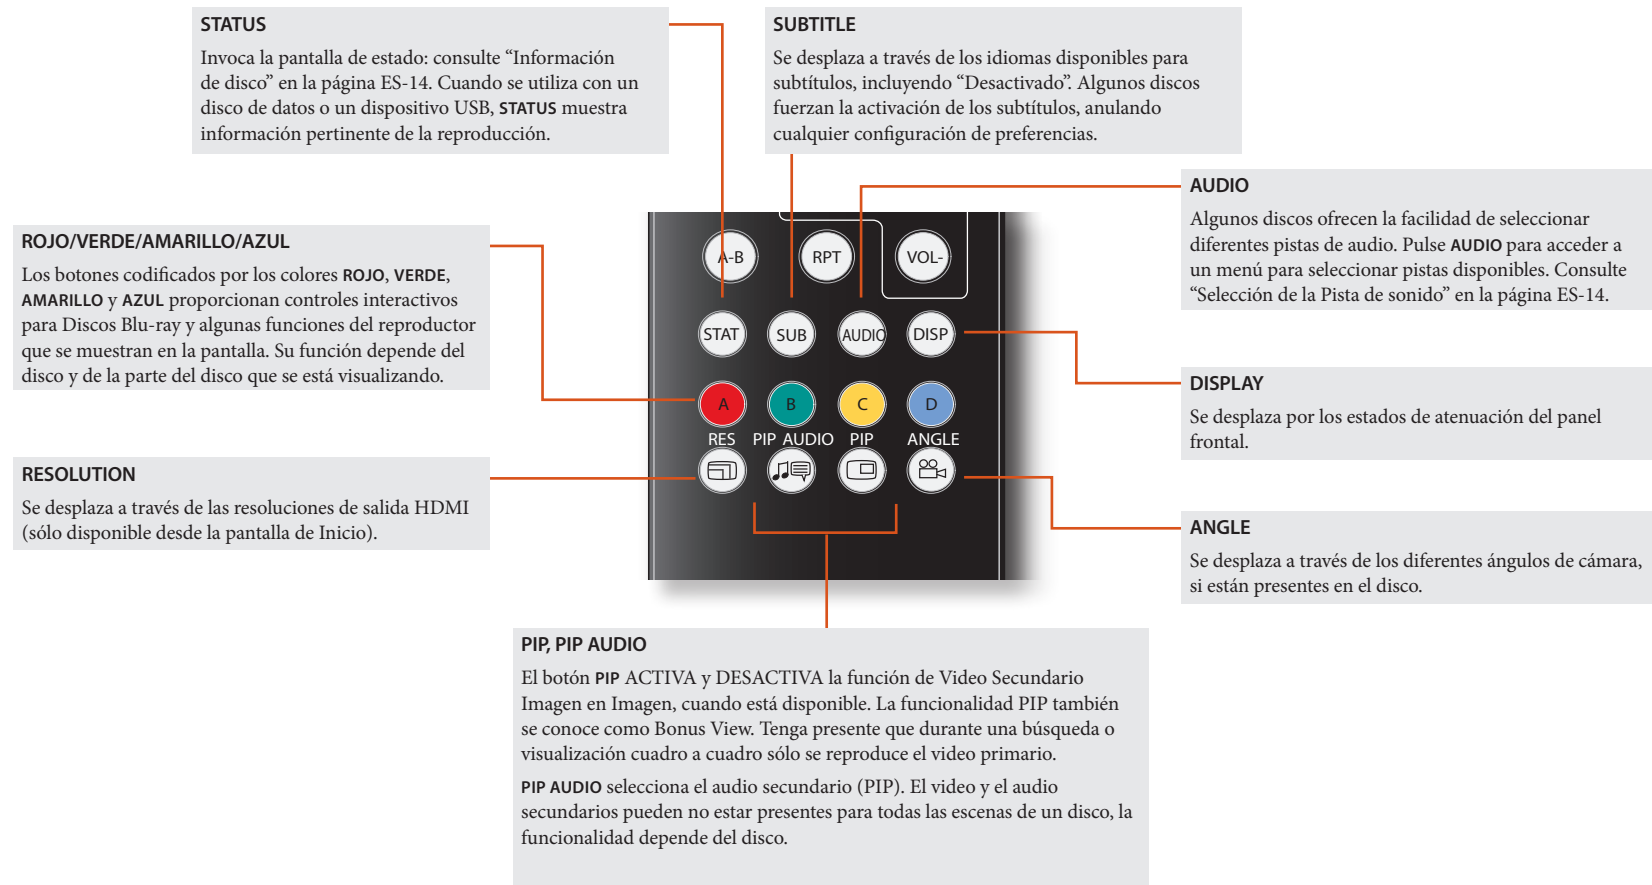 STATUS
Invoca la pantalla de estado: consulte “Información
de disco” en la página ES-14. Cuando se utiliza con un
disco de datos o un dispositivo USB, STATUS muestra
información pertinente de la reproducción.
SUBTITLE
Se desplaza a través de los idiomas disponibles para
subtítulos, incluyendo “Desactivado”. Algunos discos
fuerzan la activación de los subtítulos, anulando
cualquier configuración de preferencias.
AUDIO
Algunos discos ofrecen la facilidad de seleccionar
diferentes pistas de audio. Pulse AUDIO para acceder a
un menú para seleccionar pistas disponibles. Consulte
“Selección de la Pista de sonido” en la página ES-14.
ROJO/VERDE/AMARILLO/AZUL
Los botones codificados por los colores ROJO, VERDE,
AMARILLO y AZUL proporcionan controles interactivos
para Discos Blu-ray y algunas funciones del reproductor
que se muestran en la pantalla. Su función depende del
disco y de la parte del disco que se está visualizando.
A-B RPT VOL-
STAT SUB AUDIO DISP
A B C D
RES PIP AUDIO PIP ANGLE
DISPLAY
Se desplaza por los estados de atenuación del panel
frontal.
RESOLUTION
Se desplaza a través de las resoluciones de salida HDMI
(sólo disponible desde la pantalla de Inicio).
ANGLE
Se desplaza a través de los diferentes ángulos de cámara,
si están presentes en el disco.
PIP, PIP AUDIO
El botón PIP ACTIVA y DESACTIVA la función de Video Secundario
Imagen en Imagen, cuando está disponible. La funcionalidad PIP también
se conoce como Bonus View. Tenga presente que durante una búsqueda o
visualización cuadro a cuadro sólo se reproduce el video primario.
PIP AUDIO selecciona el audio secundario (PIP). El video y el audio
secundarios pueden no estar presentes para todas las escenas de un disco, la
funcionalidad depende del disco.